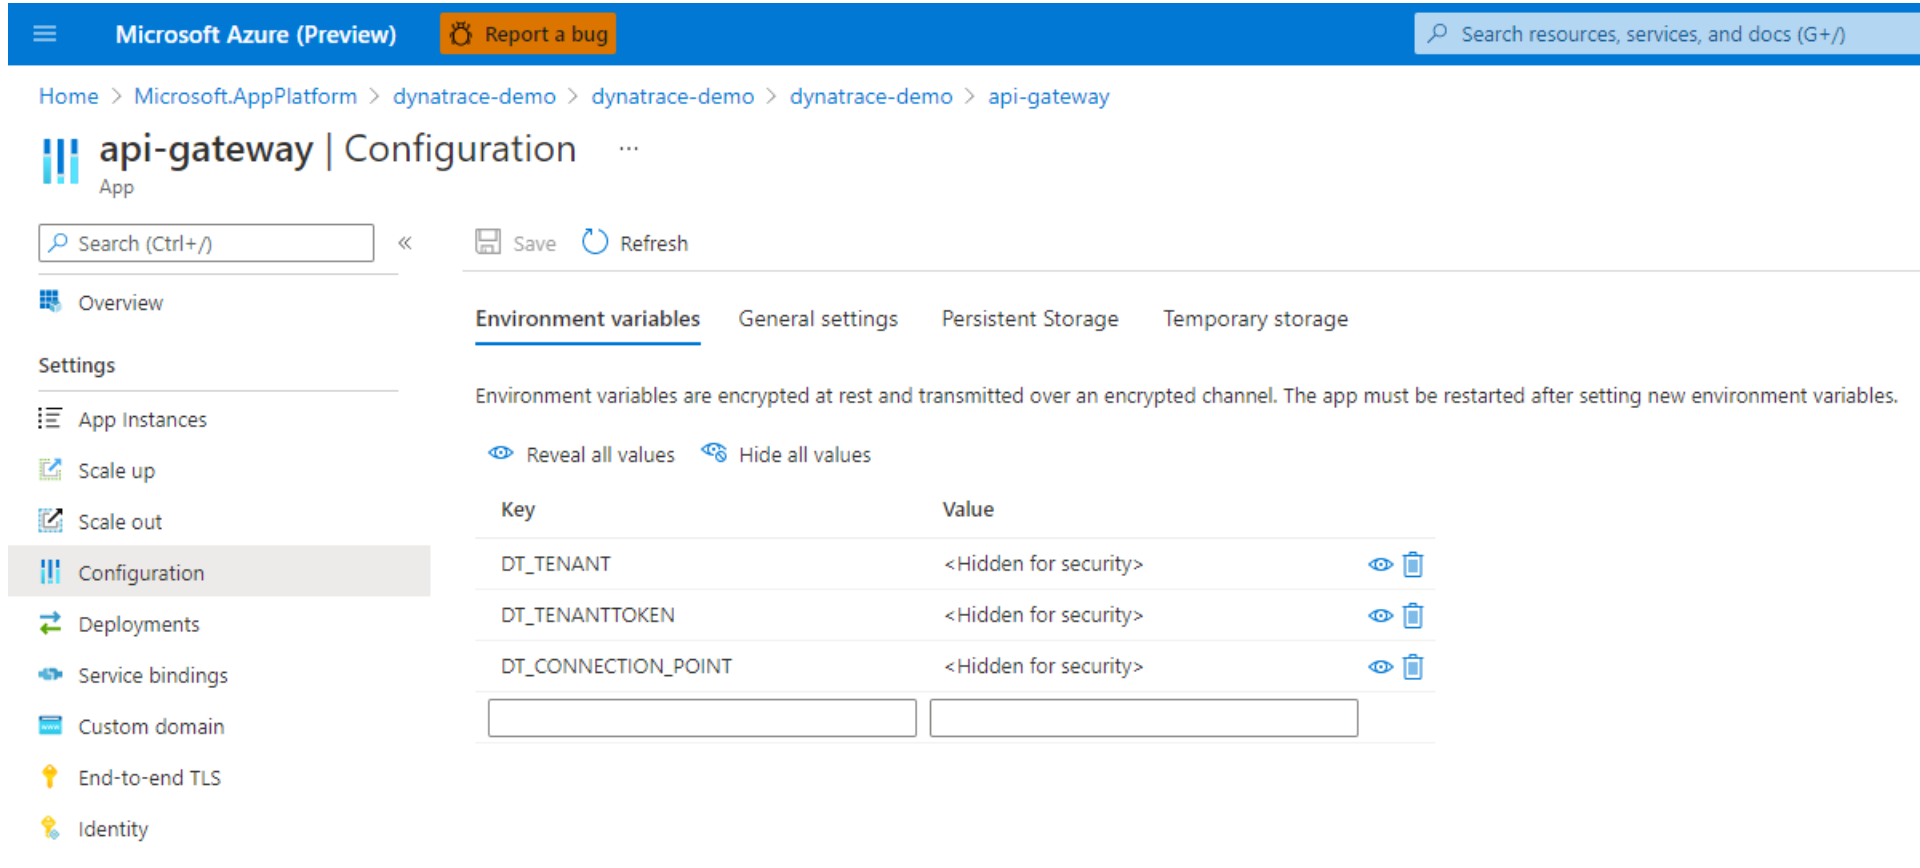 Microsoft Azure (Preview) Report a bug Search resources, services, and docs (G+/)
Home > Microsoft.AppPlatform > dynatrace-demo > dynatrace-demo > dynatrace-demo > api-gateway
api-gateway | Configuration ...
App
Search (Ctrl+/) «
Save Refresh
Overview
Environment variables General settings Persistent Storage Temporary storage
Settings
Environment variables are encrypted at rest and transmitted over an encrypted channel. The app must be restarted after setting new environment variables.
App Instances
Reveal all values Hide all values
Scale up
Key Value
Scale out
DT_TENANT <Hidden for security>
Configuration
DT_TENANTTOKEN <Hidden for security>
Deployments
DT_CONNECTION_POINT <Hidden for security>
Service bindings
Custom domain
End-to-end TLS
Identity